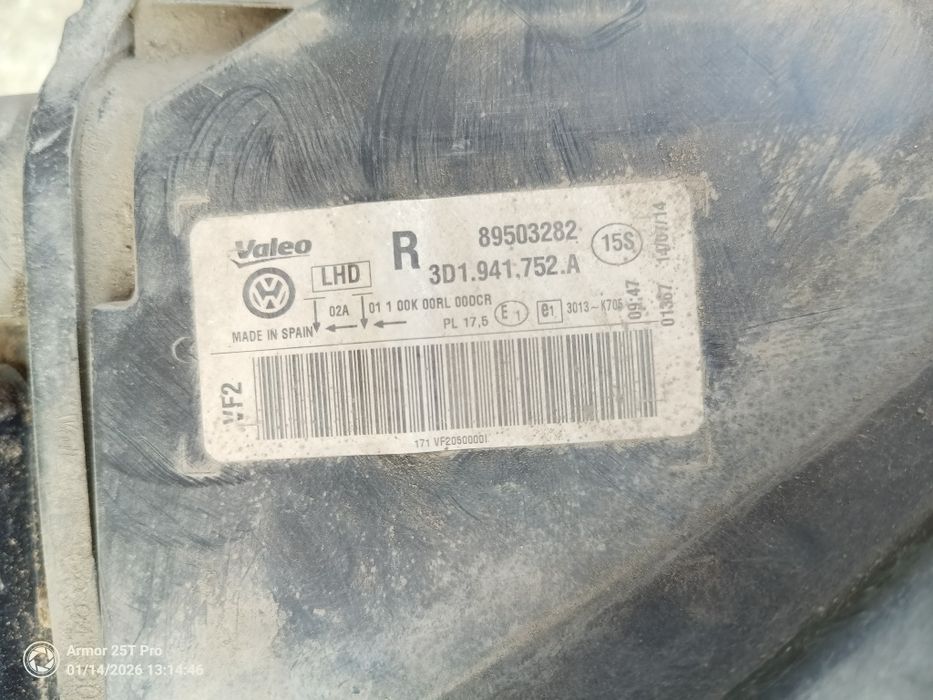 Valeo
R
89503282
15S
LHD
3D1.941.752.A
02A
01 1 00K 00RL 000CR
MADE IN SPAIN
PL 17,5
E1
e1
3013-K705
09:47
01367 14/07/14
VF2
171 VF20500001
Armor 25T Pro
01/14/2026 13:14:46